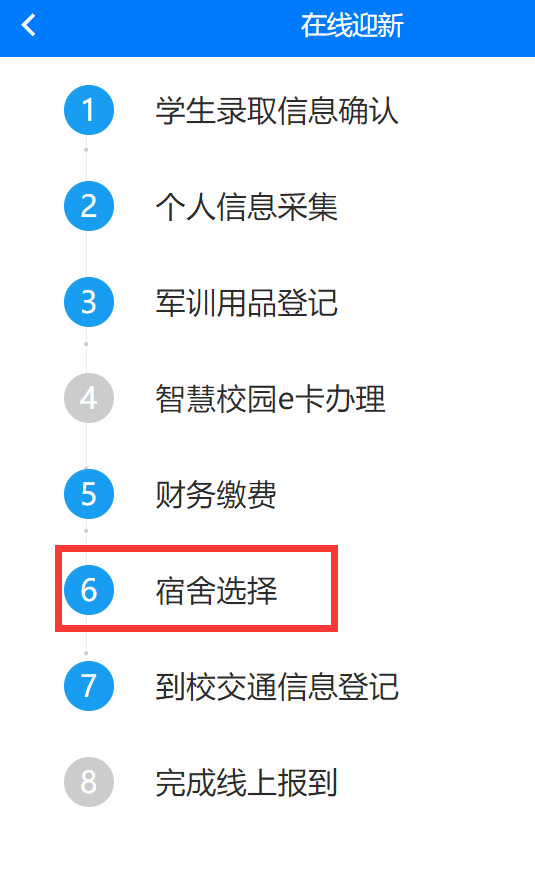 在线迎新
1 学生录取信息确认
2 个人信息采集
3 军训用品登记
4 智慧校园e卡办理
5 财务缴费
6 宿舍选择
7 到校交通信息登记
8 完成线上报到